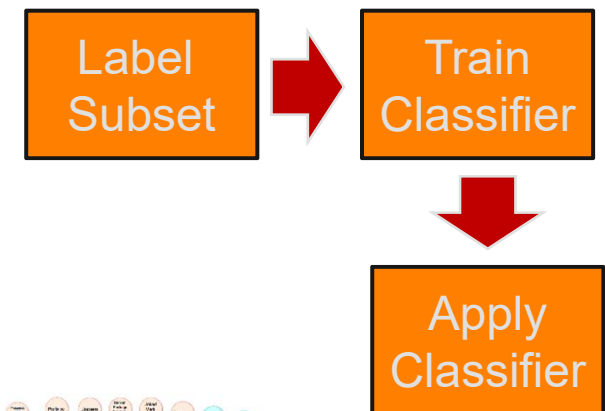 Label
Subset
Train
Classifier
Apply
Classifier